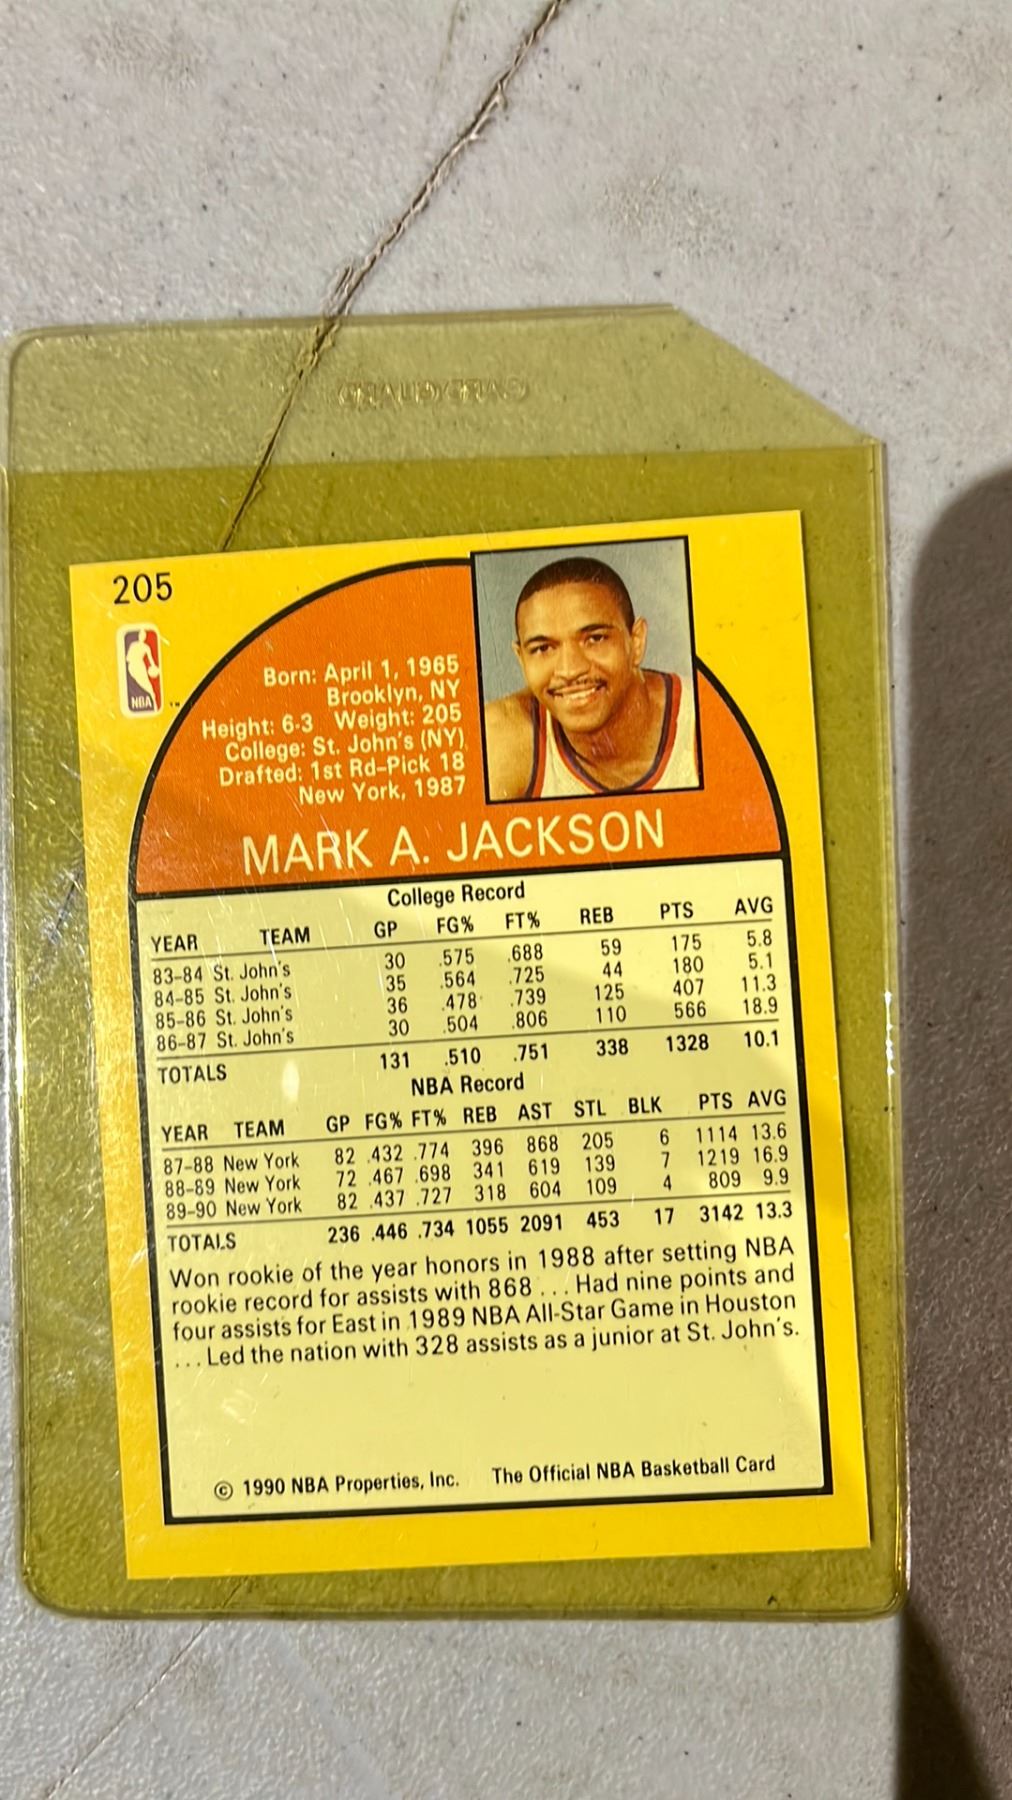 205
NBA
Born: April 1, 1965
Brooklyn, NY
Height: 6-3 Weight: 205
College: St. John's (NY)
Drafted: 1st Rd-Pick 18
New York, 1987
MARK A. JACKSON
College Record
YEAR TEAM GP FG% FT% REB PTS AVG
83-84 St. John's 30 .575 .688 59 175 5.8
84-85 St. John's 35 .564 .725 44 180 5.1
85-86 St. John's 36 .478 .739 125 407 11.3
86-87 St. John's 30 .504 .806 110 566 18.9
TOTALS 131 .510 .751 338 1328 10.1
NBA Record
YEAR TEAM GP FG% FT% REB AST STL BLK PTS AVG
87-88 New York 82 .432 .774 396 868 205 6 1114 13.6
88-89 New York 72 .467 .698 341 619 139 7 1219 16.9
89-90 New York 82 .437 .727 318 604 109 4 809 9.9
TOTALS 236 .446 .734 1055 2091 453 17 3142 13.3
Won rookie of the year honors in 1988 after setting NBA
rookie record for assists with 868 ... Had nine points and
four assists for East in 1989 NBA All-Star Game in Houston
... Led the nation with 328 assists as a junior at St. John's.
© 1990 NBA Properties, Inc. The Official NBA Basketball Card